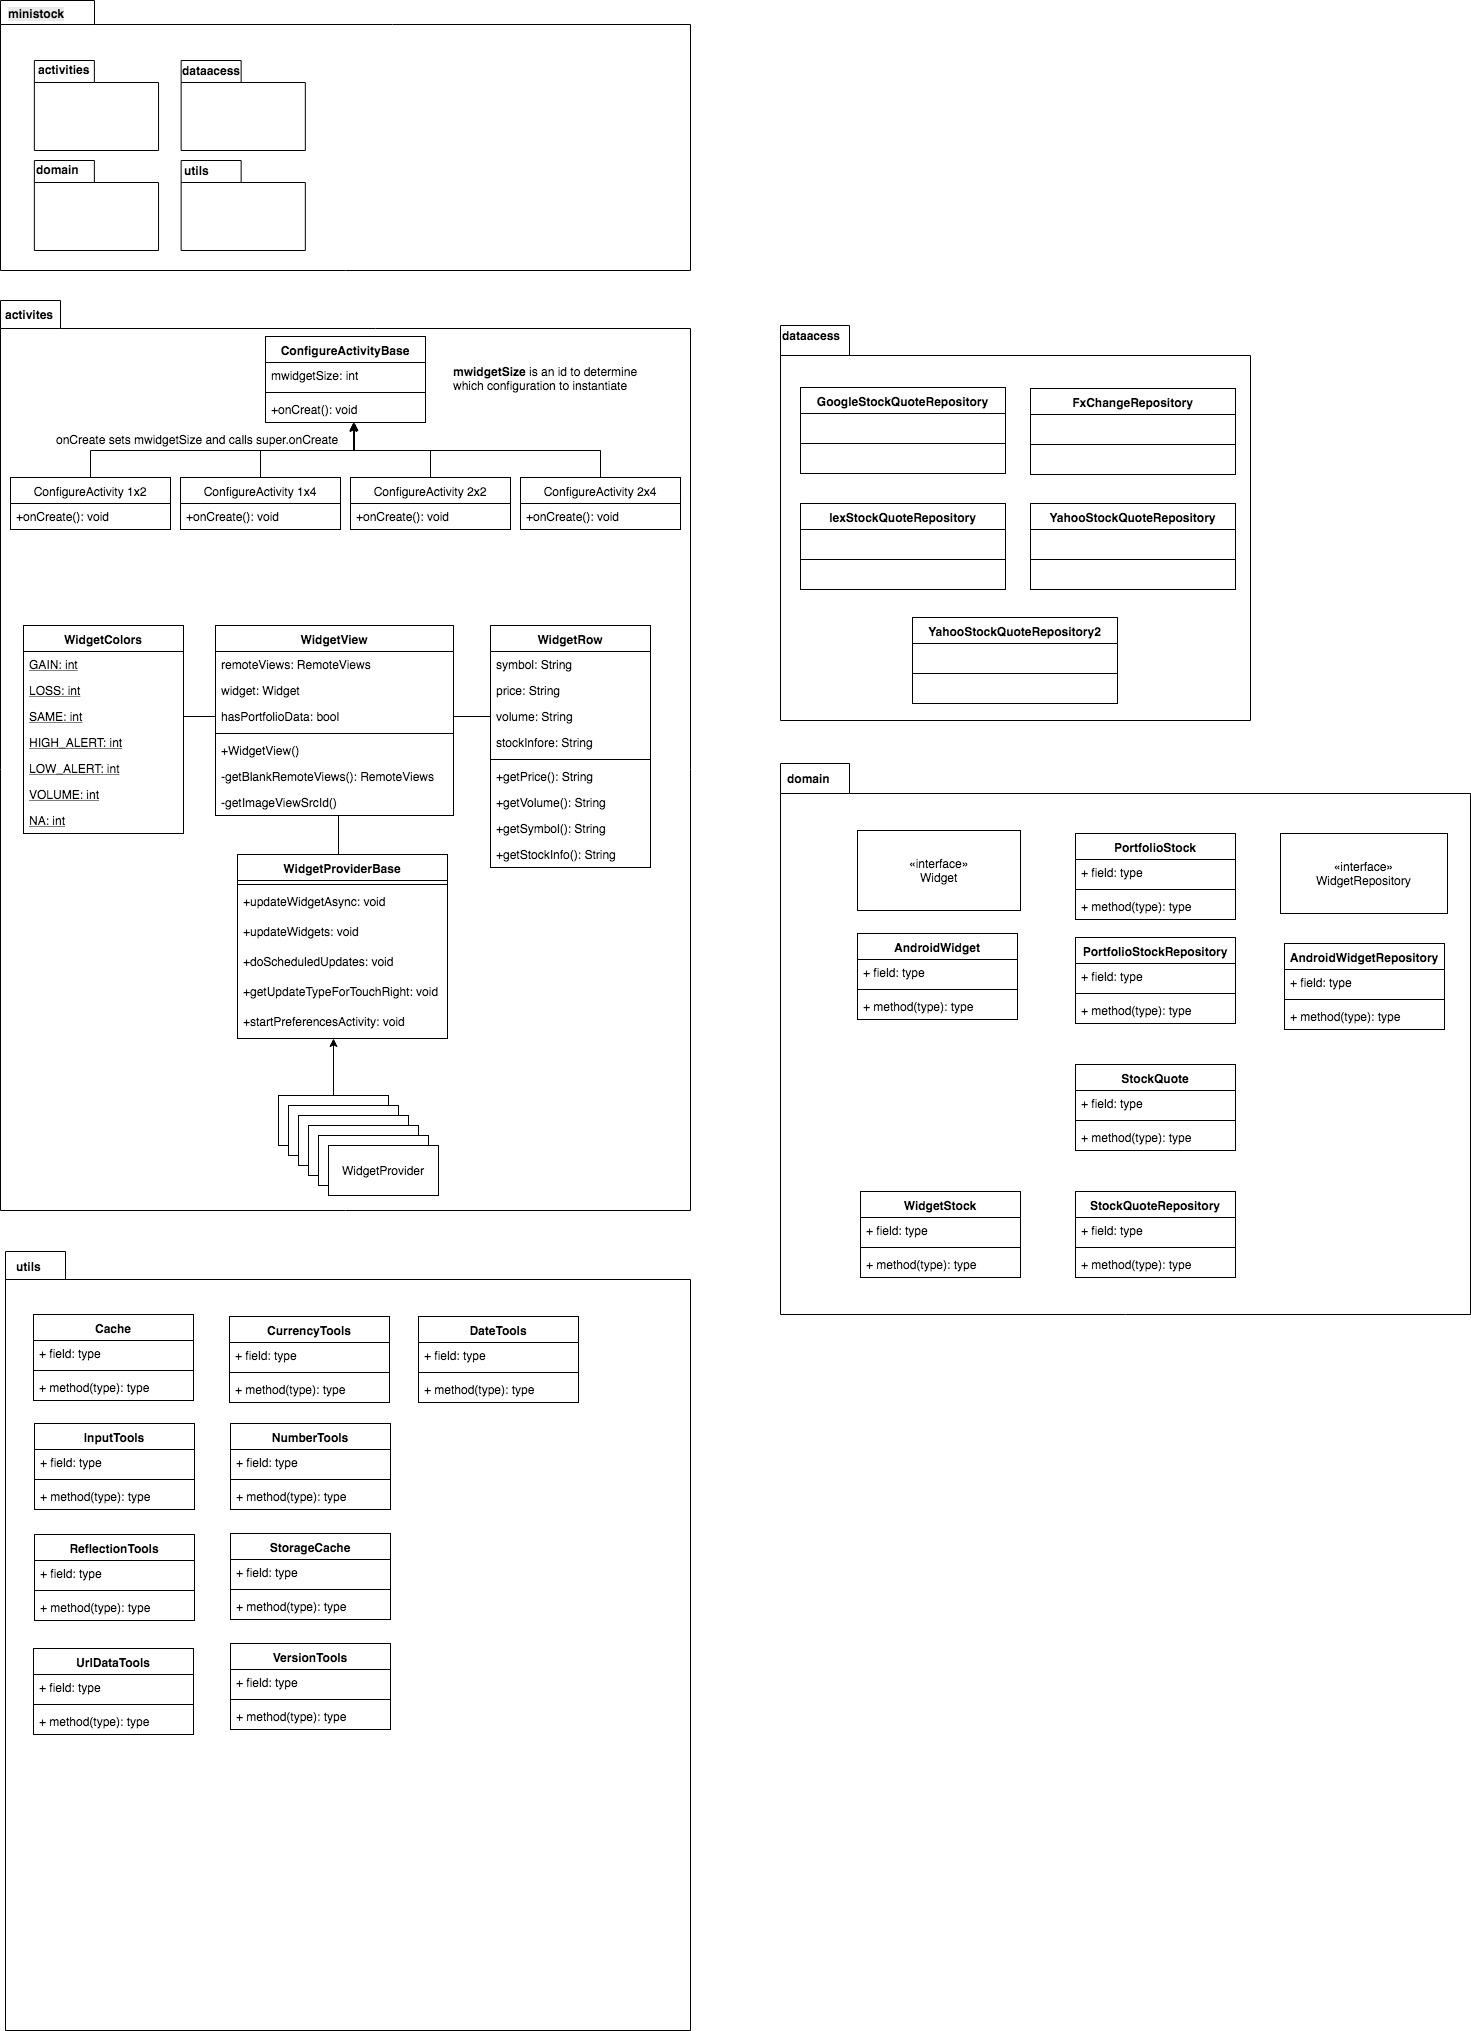 ministock
activities
dataacess
domain
utils
activites
ConfigureActivityBase
mwidgetSize: int
+onCreat(): void
mwidgetSize is an id to determine
which configuration to instantiate
onCreate sets mwidgetSize and calls super.onCreate
ConfigureActivity 1x2
+onCreate(): void
ConfigureActivity 1x4
+onCreate(): void
ConfigureActivity 2x2
+onCreate(): void
ConfigureActivity 2x4
+onCreate(): void
WidgetColors
GAIN: int
LOSS: int
SAME: int
HIGH_ALERT: int
LOW_ALERT: int
VOLUME: int
NA: int
WidgetView
remoteViews: RemoteViews
widget: Widget
hasPortfolioData: bool
+WidgetView()
-getBlankRemoteViews(): RemoteViews
-getImageViewSrcId()
WidgetRow
symbol: String
price: String
volume: String
stockInfore: String
+getPrice(): String
+getVolume(): String
+getSymbol(): String
+getStockInfo(): String
WidgetProviderBase
+updateWidgetAsync: void
+updateWidgets: void
+doScheduledUpdates: void
+getUpdateTypeForTouchRight: void
+startPreferencesActivity: void
WidgetProvider
dataacess
GoogleStockQuoteRepository
FxChangeRepository
IexStockQuoteRepository
YahooStockQuoteRepository
YahooStockQuoteRepository2
domain
«interface»
Widget
PortfolioStock
+ field: type
+ method(type): type
«interface»
WidgetRepository
AndroidWidget
+ field: type
+ method(type): type
PortfolioStockRepository
+ field: type
+ method(type): type
AndroidWidgetRepository
+ field: type
+ method(type): type
StockQuote
+ field: type
+ method(type): type
WidgetStock
+ field: type
+ method(type): type
StockQuoteRepository
+ field: type
+ method(type): type
utils
Cache
+ field: type
+ method(type): type
CurrencyTools
+ field: type
+ method(type): type
DateTools
+ field: type
+ method(type): type
InputTools
+ field: type
+ method(type): type
NumberTools
+ field: type
+ method(type): type
ReflectionTools
+ field: type
+ method(type): type
StorageCache
+ field: type
+ method(type): type
UrlDataTools
+ field: type
+ method(type): type
VersionTools
+ field: type
+ method(type): type